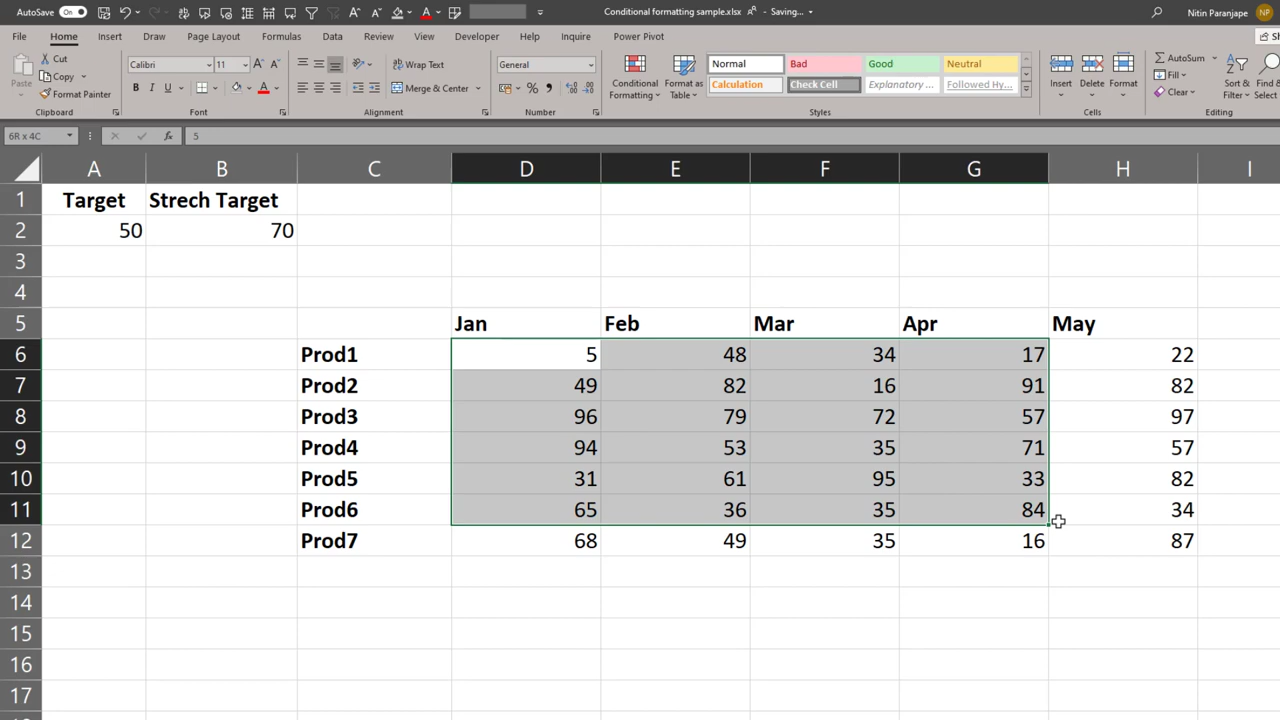 AutoSave On Conditional formatting sample.xlsx Saving... Nitin Paranjape NP
File Home Insert Draw Page Layout Formulas Data Review View Developer Help Inquire Power Pivot Sh
Paste Cut Copy Format Painter
Calibri 11
B I U A
Wrap Text
Merge & Center
General
% ,
Conditional Formatting Format as Table
Normal Bad Good Neutral
Calculation Check Cell Explanatory ... Followed Hy...
Insert Delete Format
AutoSum Fill Clear
Sort & Filter Find & Select
Clipboard Font Alignment Number Styles Cells Editing
6R x 4C fx 5
A B C D E F G H I
1 Target Strech Target
2 50 70
3
4
5 Jan Feb Mar Apr May
6 Prod1 5 48 34 17 22
7 Prod2 49 82 16 91 82
8 Prod3 96 79 72 57 97
9 Prod4 94 53 35 71 57
10 Prod5 31 61 95 33 82
11 Prod6 65 36 35 84 34
12 Prod7 68 49 35 16 87
13
14
15
16
17